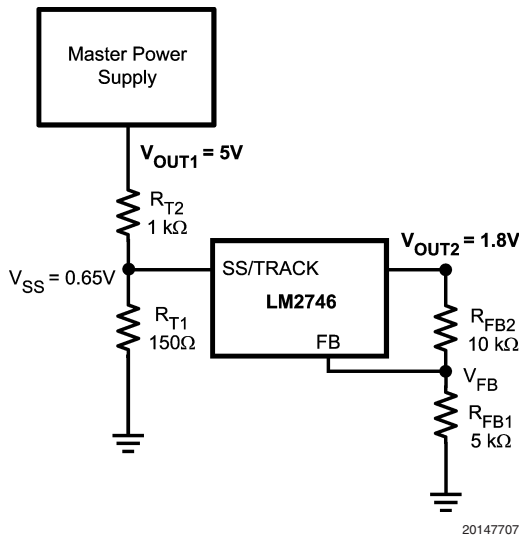 Master Power
Supply
VOUT1 = 5V
RT2
1 kΩ
VSS = 0.65V
SS/TRACK
VOUT2 = 1.8V
LM2746
RT1
150Ω
FB
RFB2
10 kΩ
VFB
RFB1
5 kΩ
20147707